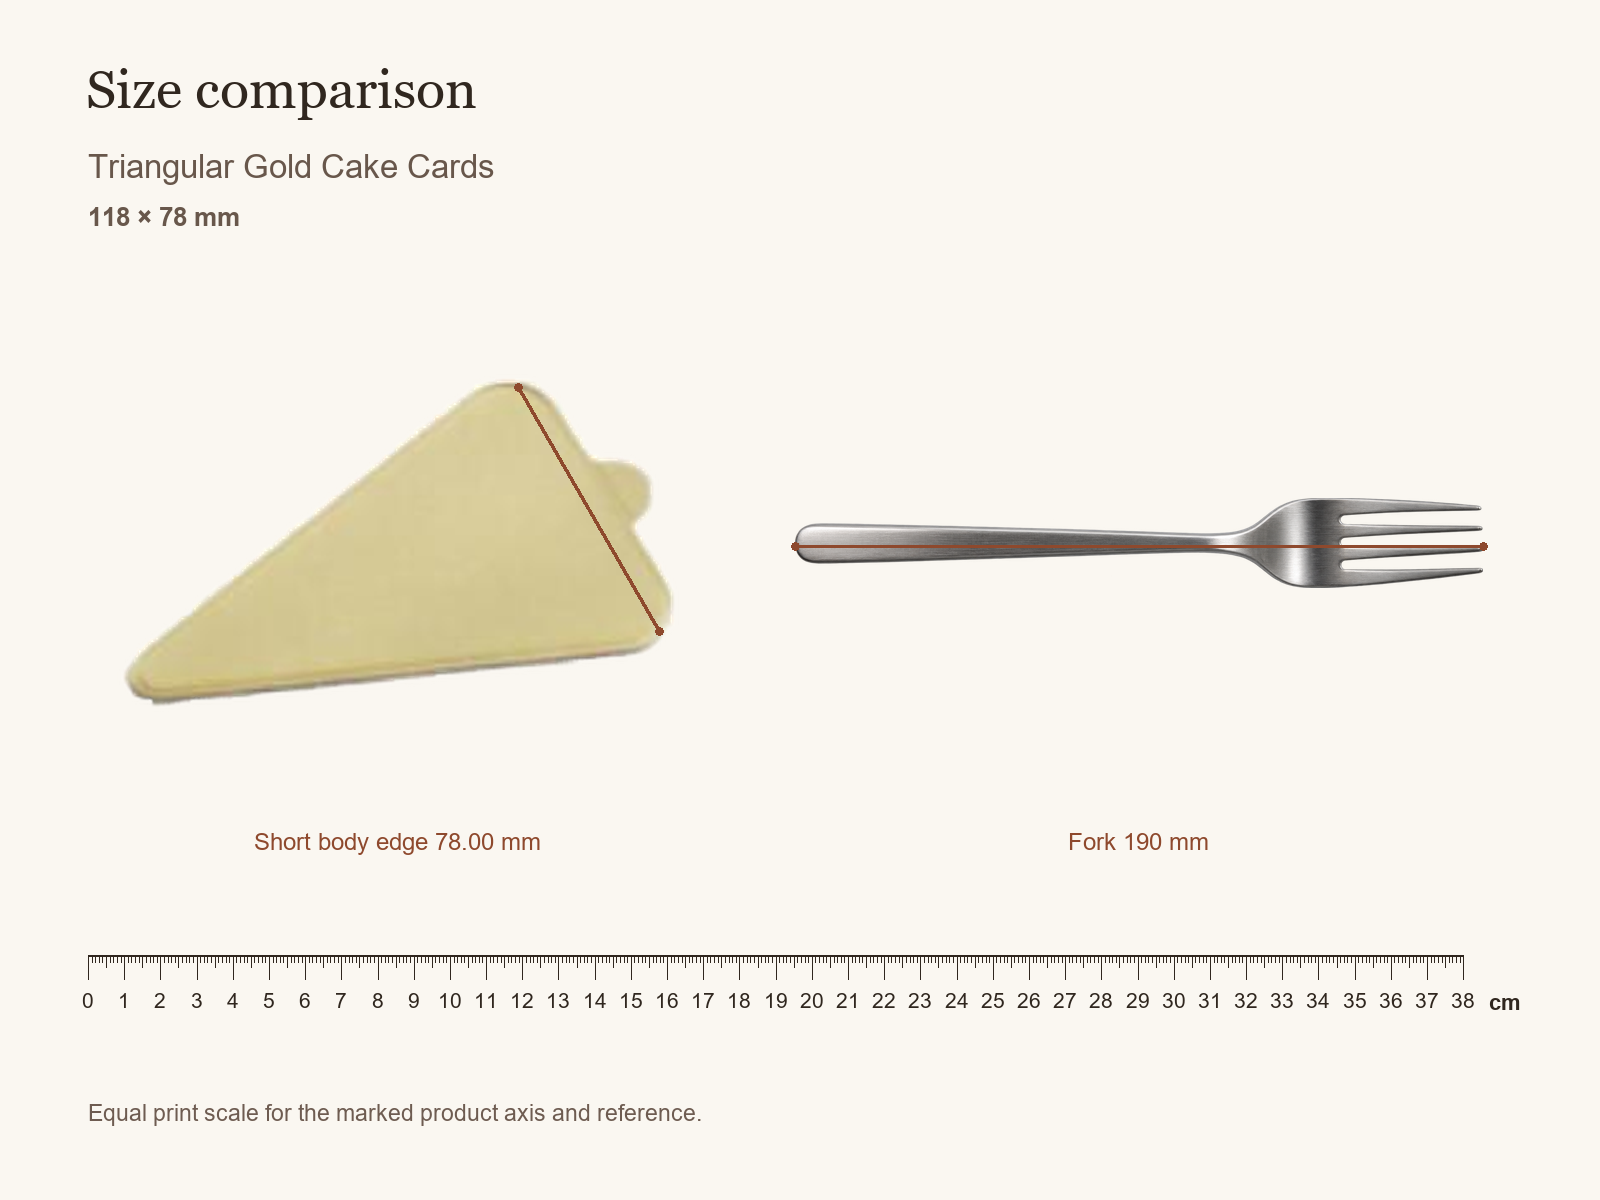 Size comparison
Triangular Gold Cake Cards
118 × 78 mm
Short body edge 78.00 mm
Fork 190 mm
0 1 2 3 4 5 6 7 8 9 10 11 12 13 14 15 16 17 18 19 20 21 22 23 24 25 26 27 28 29 30 31 32 33 34 35 36 37 38 cm
Equal print scale for the marked product axis and reference.